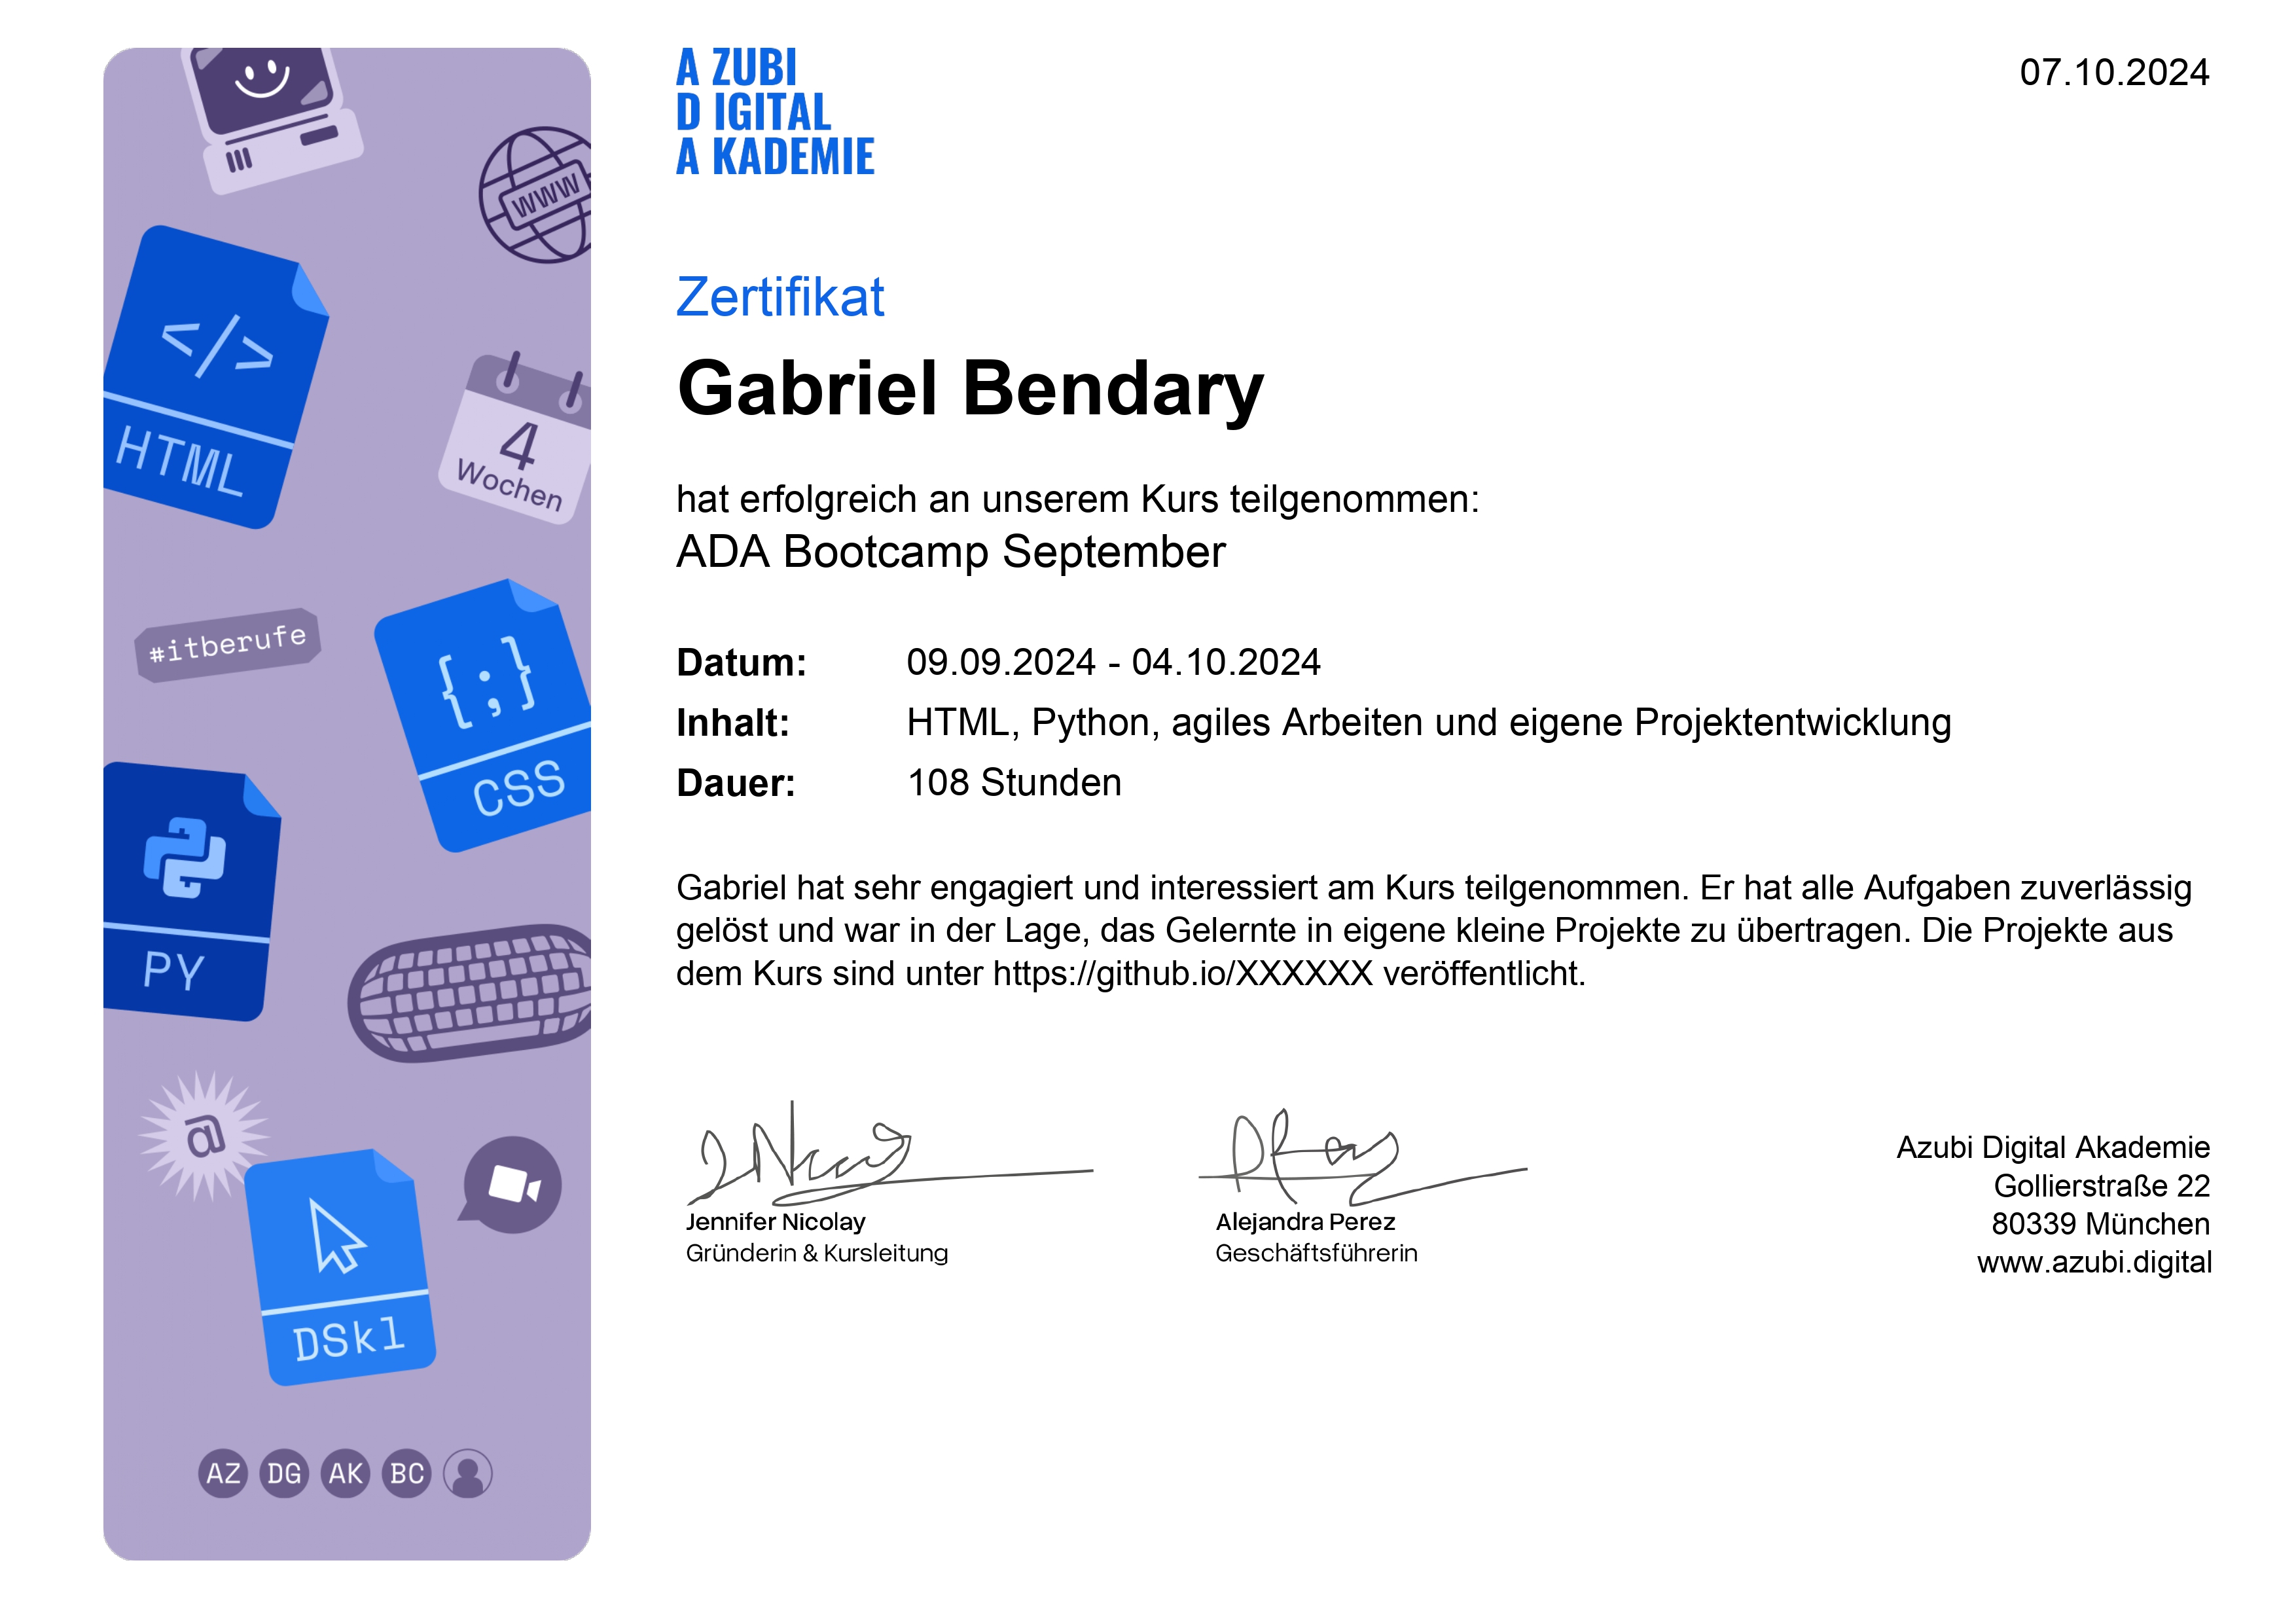 A ZUBI
D IGITAL
A KADEMIE
07.10.2024
Zertifikat
Gabriel Bendary
hat erfolgreich an unserem Kurs teilgenommen:
ADA Bootcamp September
Datum: 09.09.2024 - 04.10.2024
Inhalt: HTML, Python, agiles Arbeiten und eigene Projektentwicklung
Dauer: 108 Stunden
Gabriel hat sehr engagiert und interessiert am Kurs teilgenommen. Er hat alle Aufgaben zuverlässig
gelöst und war in der Lage, das Gelernte in eigene kleine Projekte zu übertragen. Die Projekte aus
dem Kurs sind unter https://github.io/XXXXXX veröffentlicht.
Jennifer Nicolay
Gründerin & Kursleitung
Alejandra Perez
Geschäftsführerin
Azubi Digital Akademie
Gollierstraße 22
80339 München
www.azubi.digital
WWW
</>
HTML
4
Wochen
#itberufe
{;}
CSS
PY
@
DSkl
AZ DG AK BC